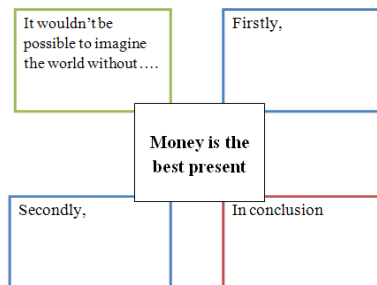 It wouldn't be
possible to imagine
the world without….
Firstly,
Money is the
best present
Secondly,
In conclusion